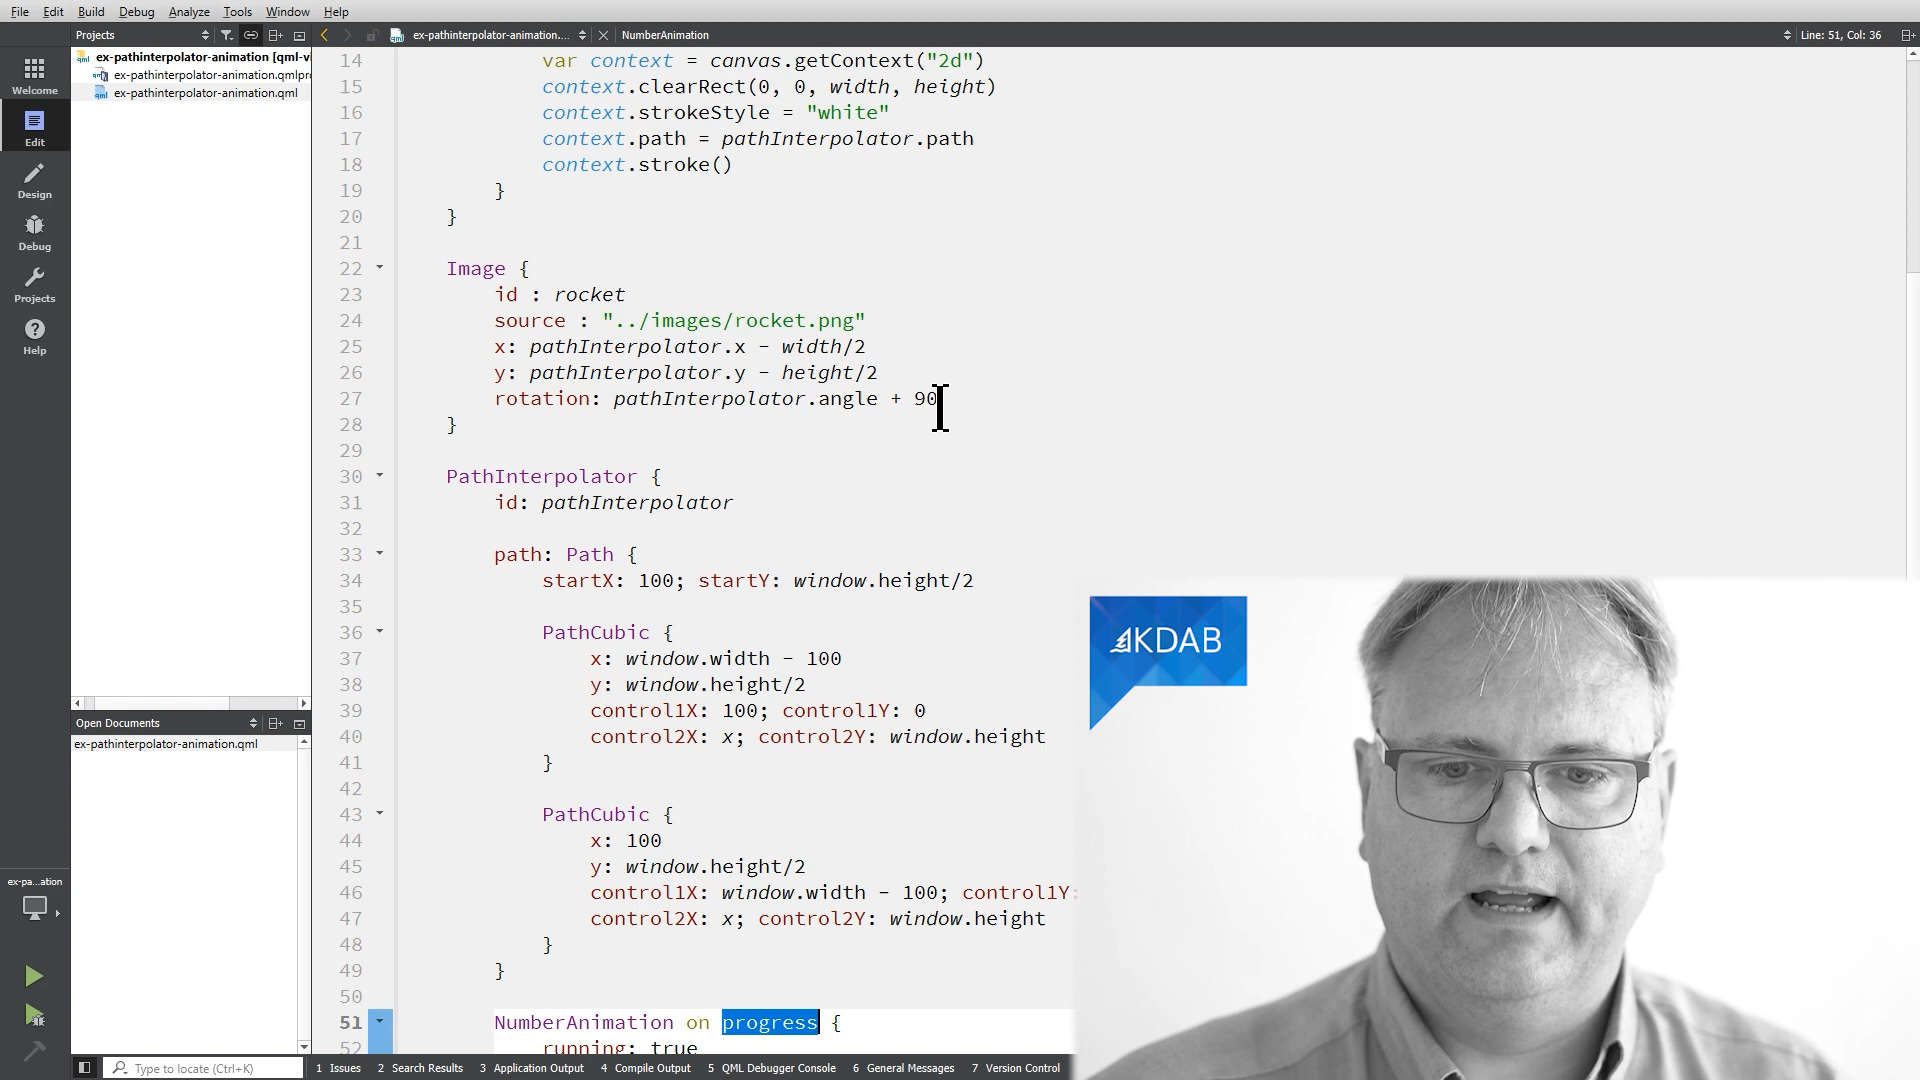 File Edit Build Debug Analyze Tools Window Help
Projects
ex-pathinterpolator-animation....
NumberAnimation
Line: 51, Col: 36
Welcome
Edit
Design
Debug
Projects
Help
ex-pathinterpolator-animation [qml-vi
ex-pathinterpolator-animation.qmlpro
ex-pathinterpolator-animation.qml
Open Documents
ex-pathinterpolator-animation.qml
ex-pa...ation
14 var context = canvas.getContext("2d")
15 context.clearRect(0, 0, width, height)
16 context.strokeStyle = "white"
17 context.path = pathInterpolator.path
18 context.stroke()
19 }
20 }
21
22 Image {
23 id : rocket
24 source : "../images/rocket.png"
25 x: pathInterpolator.x - width/2
26 y: pathInterpolator.y - height/2
27 rotation: pathInterpolator.angle + 90
28 }
29
30 PathInterpolator {
31 id: pathInterpolator
32
33 path: Path {
34 startX: 100; startY: window.height/2
35
36 PathCubic {
37 x: window.width - 100
38 y: window.height/2
39 control1X: 100; control1Y: 0
40 control2X: x; control2Y: window.height
41 }
42
43 PathCubic {
44 x: 100
45 y: window.height/2
46 control1X: window.width - 100; control1Y:
47 control2X: x; control2Y: window.height
48 }
49 }
50
51 NumberAnimation on progress {
52 running: true
KDAB
Type to locate (Ctrl+K)
1 Issues 2 Search Results 3 Application Output 4 Compile Output 5 QML Debugger Console 6 General Messages 7 Version Control